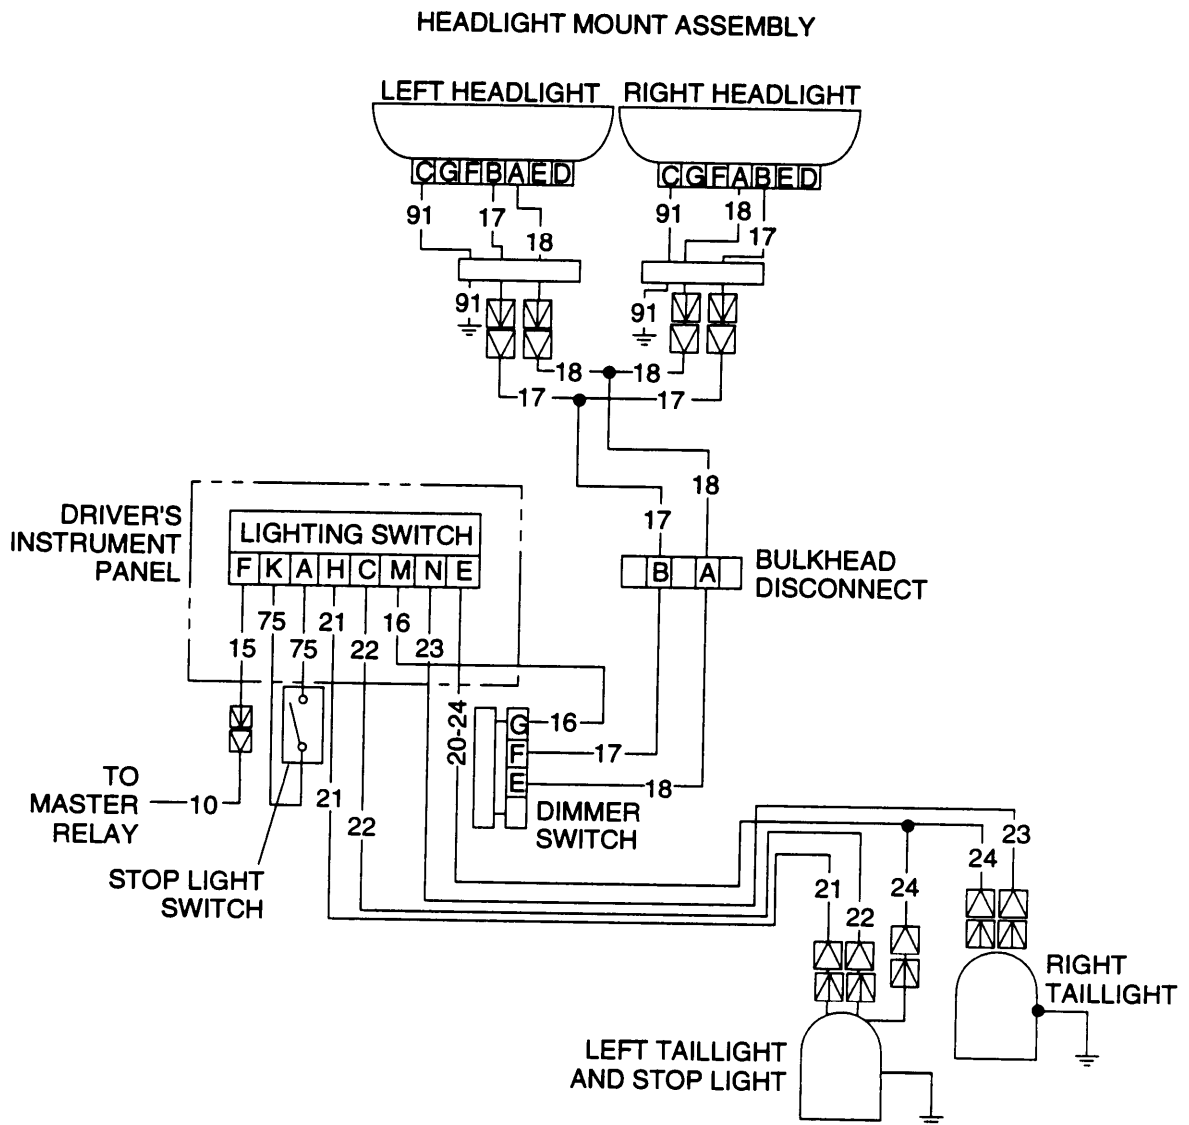 HEADLIGHT MOUNT ASSEMBLY
LEFT HEADLIGHT
RIGHT HEADLIGHT
C G F B A E D
C G F A B E D
91
17
18
91
18
17
91
91
18
18
17
17
18
17
DRIVER'S
INSTRUMENT
PANEL
LIGHTING SWITCH
F K A H C M N E
BULKHEAD
DISCONNECT
B
A
15
75
75
21
22
16
23
20-24
G
16
F
17
E
18
DIMMER
SWITCH
TO
MASTER
RELAY
10
21
22
STOP LIGHT
SWITCH
23
24
21
22
24
RIGHT
TAILLIGHT
LEFT TAILLIGHT
AND STOP LIGHT